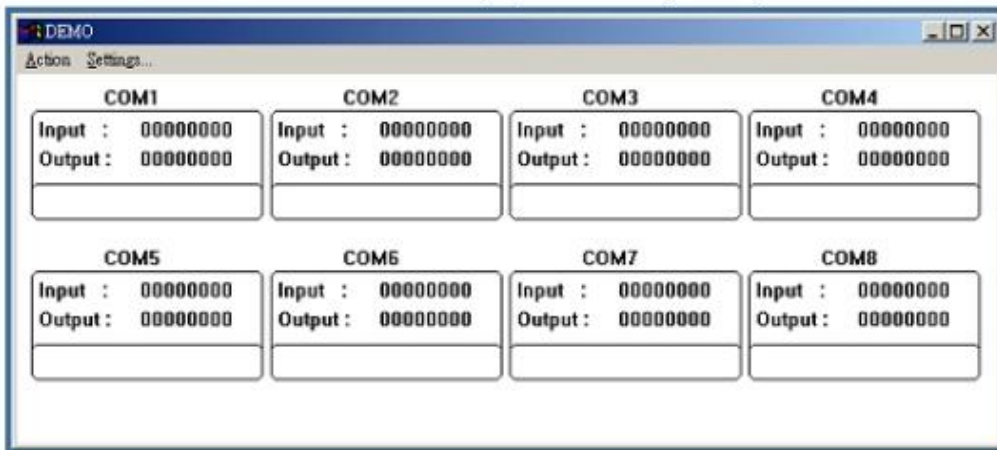 DEMO
Action Settings...
COM1 COM2 COM3 COM4
Input : 00000000 Input : 00000000 Input : 00000000 Input : 00000000
Output : 00000000 Output : 00000000 Output : 00000000 Output : 00000000
COM5 COM6 COM7 COM8
Input : 00000000 Input : 00000000 Input : 00000000 Input : 00000000
Output : 00000000 Output : 00000000 Output : 00000000 Output : 00000000